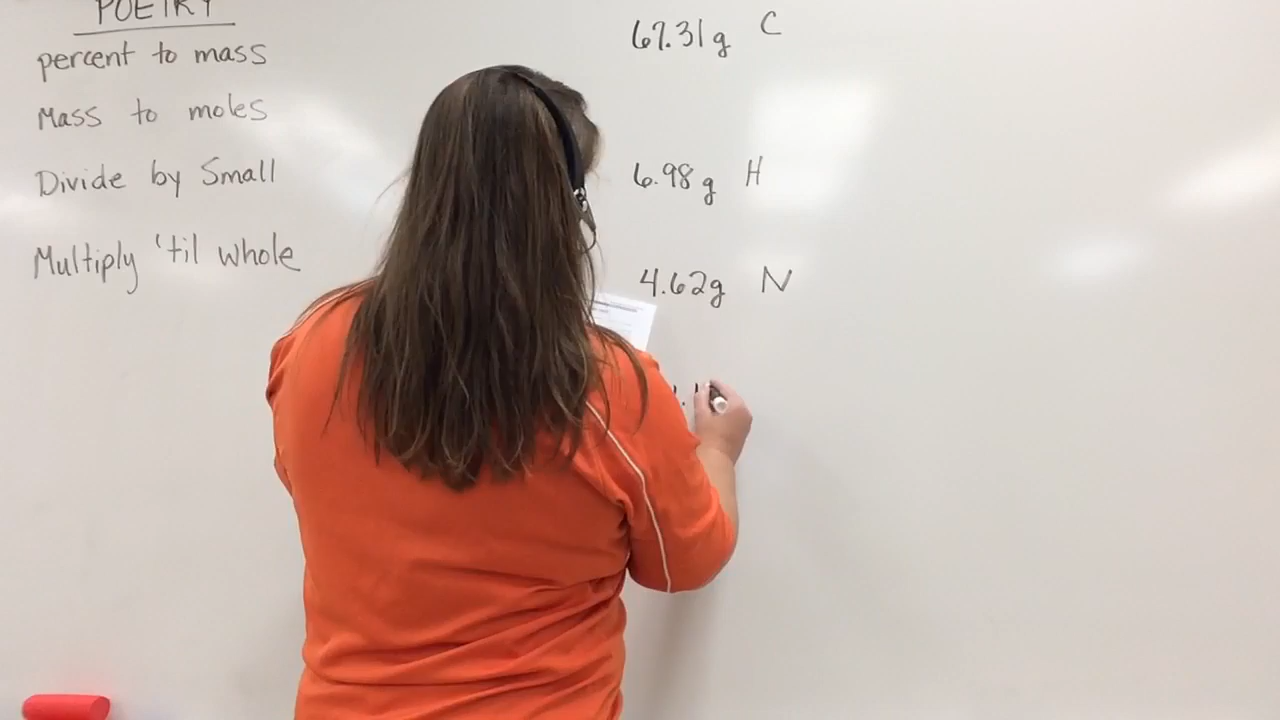 POETRY
percent to mass
Mass to moles
Divide by Small
Multiply 'til whole
67.31g C
6.98g H
4.62g N